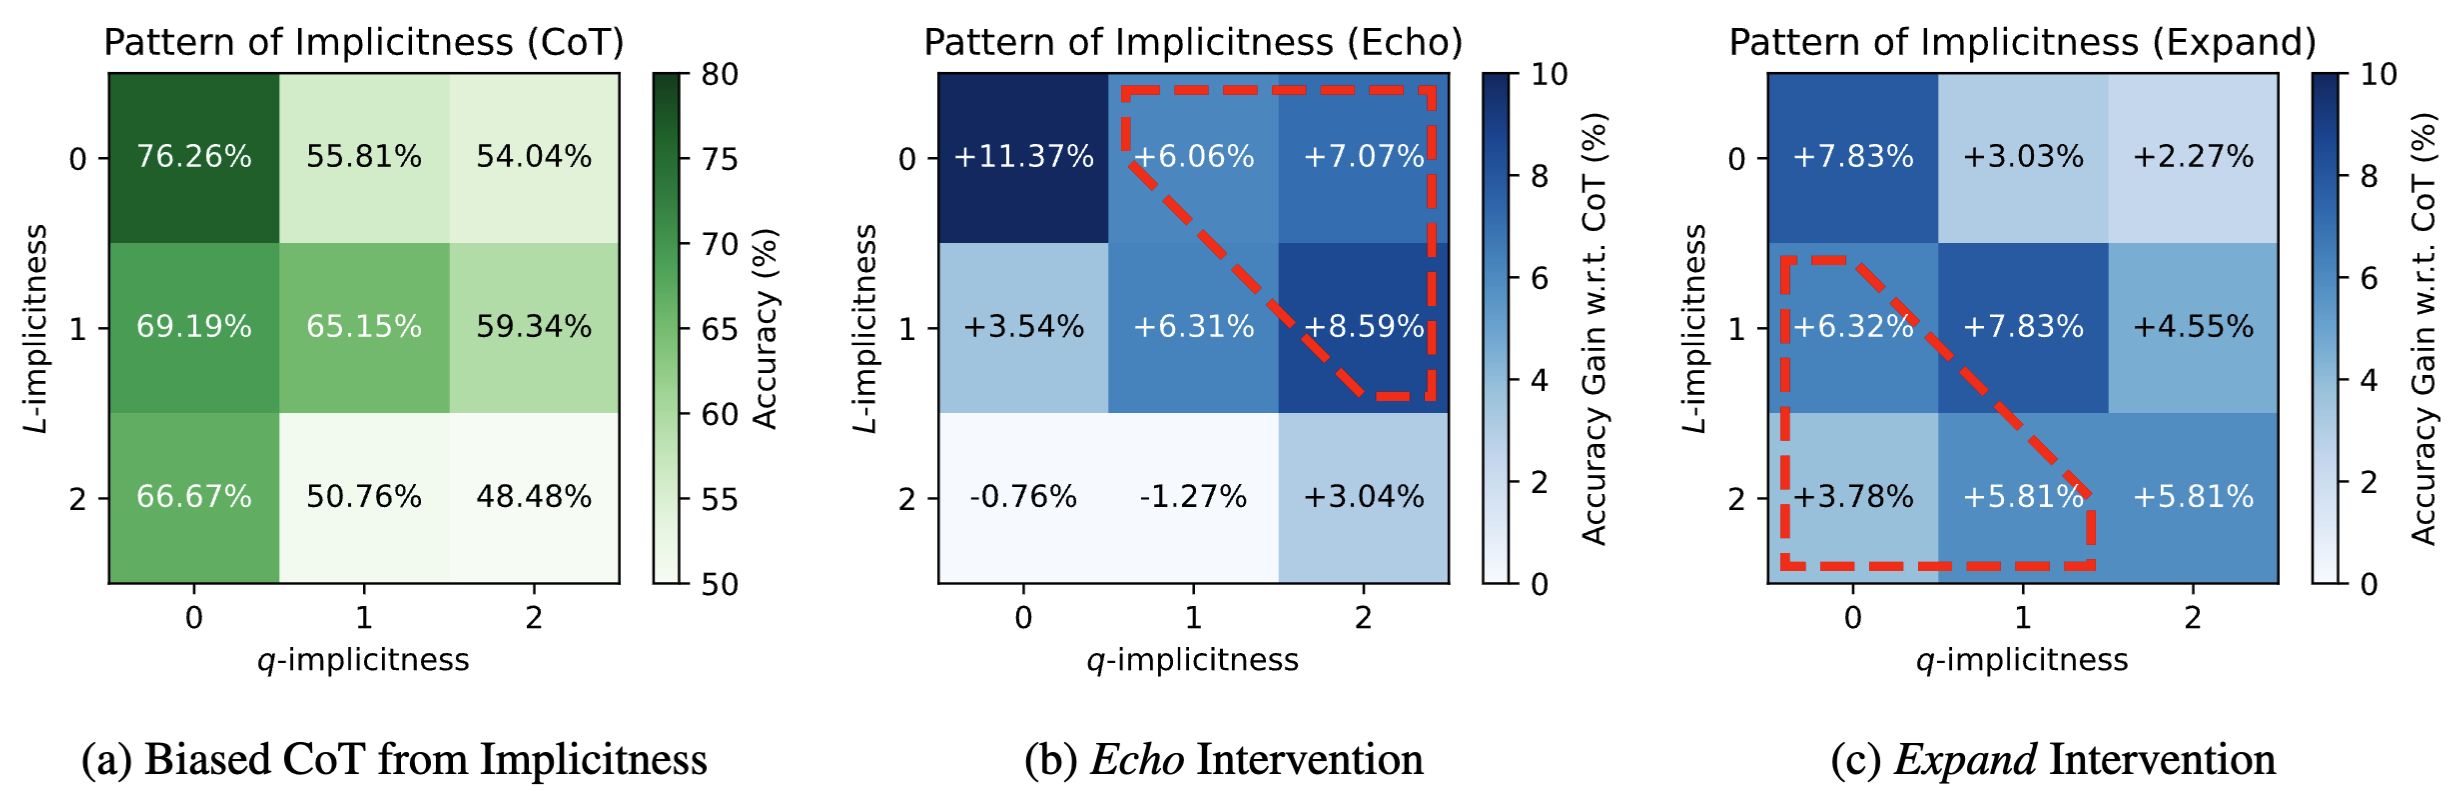 Pattern of Implicitness (CoT)
76.26% 55.81% 54.04%
69.19% 65.15% 59.34%
66.67% 50.76% 48.48%
0
1
2
L-implicitness
0 1 2
q-implicitness
80
75
70
65
60
55
50
Accuracy (%)
(a) Biased CoT from Implicitness
Pattern of Implicitness (Echo)
+11.37% +6.06% +7.07%
+3.54% +6.31% +8.59%
-0.76% -1.27% +3.04%
0
1
2
L-implicitness
0 1 2
q-implicitness
10
8
6
4
2
0
Accuracy Gain w.r.t. CoT (%)
(b) Echo Intervention
Pattern of Implicitness (Expand)
+7.83% +3.03% +2.27%
+6.32% +7.83% +4.55%
+3.78% +5.81% +5.81%
0
1
2
L-implicitness
0 1 2
q-implicitness
10
8
6
4
2
0
Accuracy Gain w.r.t. CoT (%)
(c) Expand Intervention